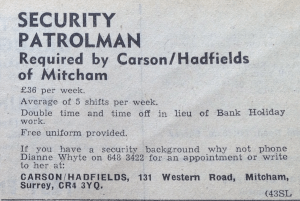 SECURITY
PATROLMAN
Required by Carson/Hadfields
of Mitcham
£36 per week.
Average of 5 shifts per week.
Double time and time off in lieu of Bank Holiday
work.
Free uniform provided.
If you have a security background why not phone
Dianne Whyte on 648 3422 for an appointment or write
to her at:
CARSON/HADFIELDS, 131 Western Road, Mitcham,
Surrey, CR4 3YQ.
(43SL